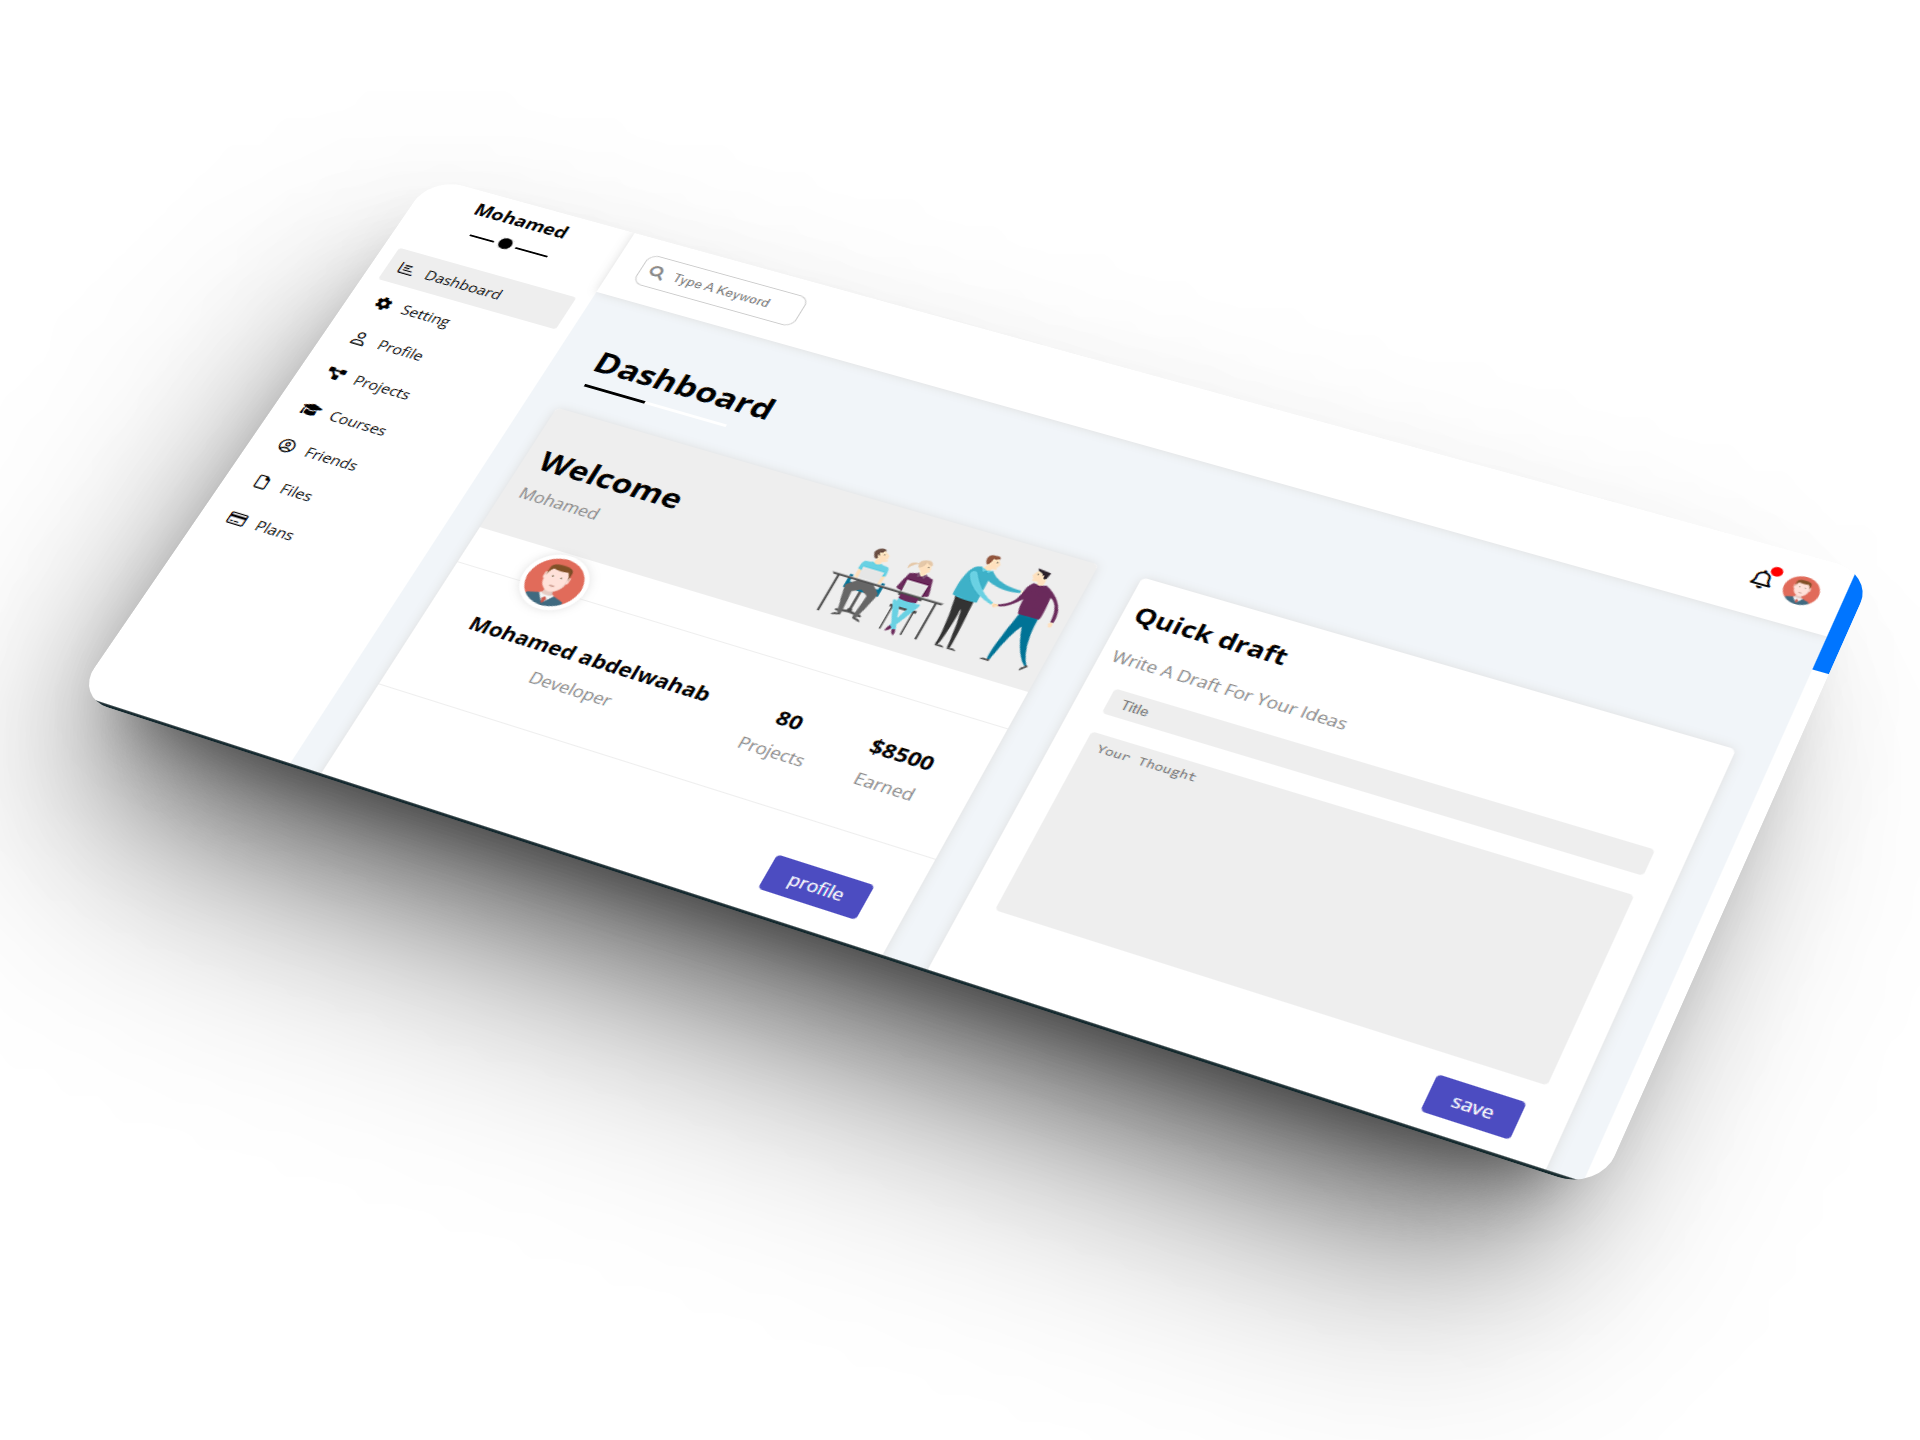 Mohamed
Dashboard
Setting
Profile
Projects
Courses
Friends
Files
Plans
Type A Keyword
Dashboard
Welcome
Mohamed
Mohamed abdelwahab
Developer
80
Projects
$8500
Earned
profile
Quick draft
Write A Draft For Your Ideas
Title
Your Thought
save